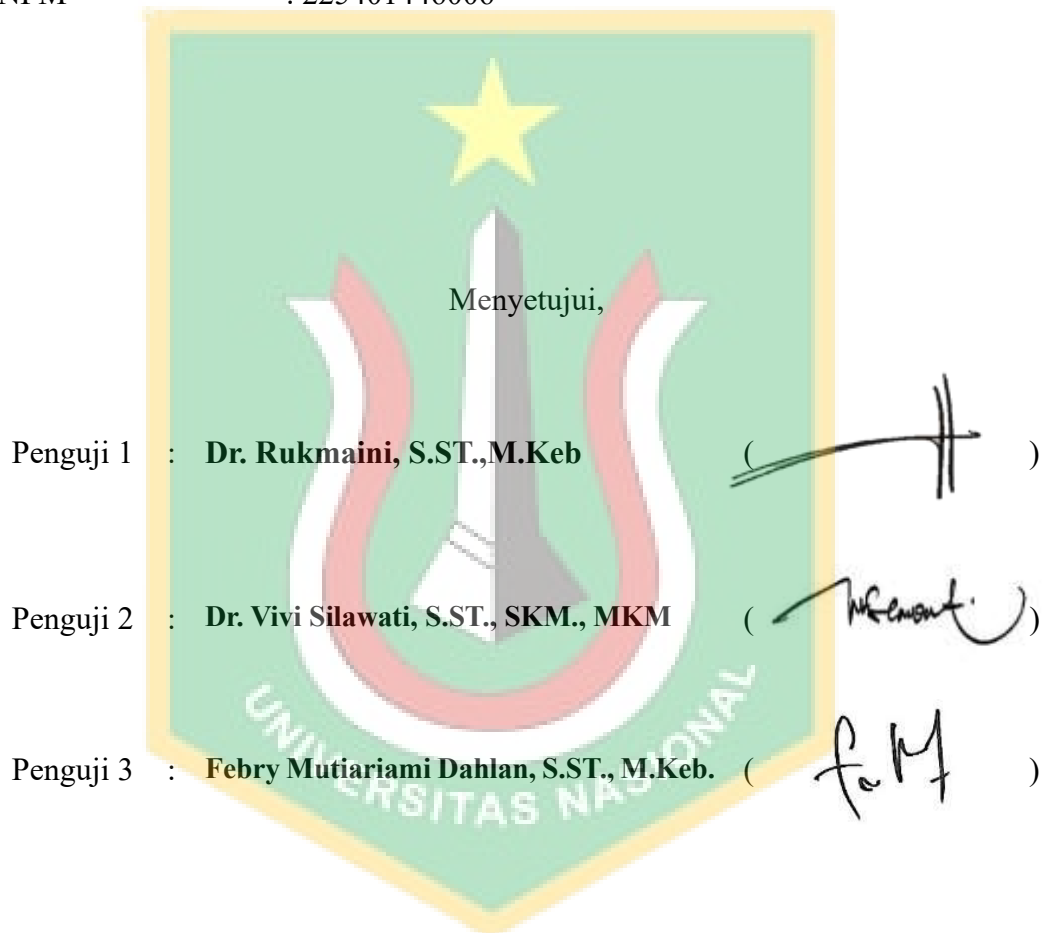 Menyetujui,
Penguji 1 : Dr. Rukmaini, S.ST.,M.Keb ( )
Penguji 2 : Dr. Vivi Silawati, S.ST., SKM., MKM ( )
Penguji 3 : Febry Mutiariami Dahlan, S.ST., M.Keb. ( )
UNIVERSITAS NASIONAL